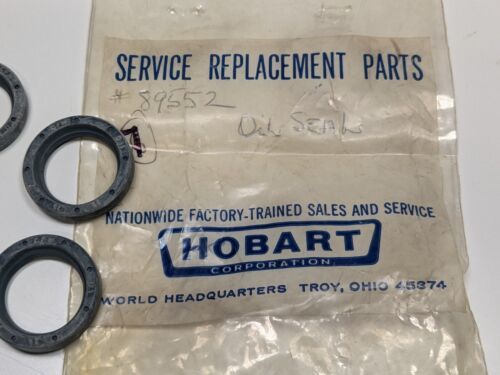 SERVICE REPLACEMENT PARTS
# 89552
Oil SEAL
NATIONWIDE FACTORY-TRAINED SALES AND SERVICE
HOBART
CORPORATION
WORLD HEADQUARTERS TROY, OHIO 45374